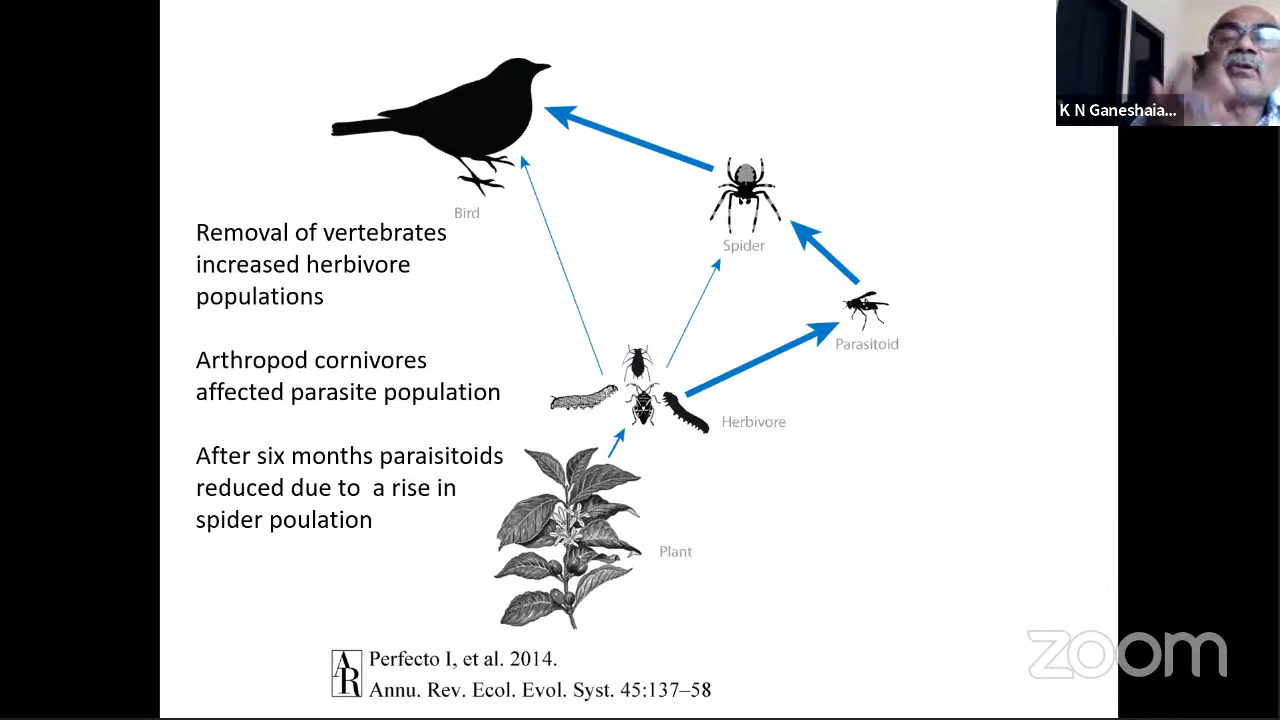 K N Ganeshaia...
Bird
Spider
Parasitoid
Removal of vertebrates
increased herbivore
populations
Arthropod cornivores
affected parasite population
Herbivore
After six months paraisitoids
reduced due to a rise in
spider poulation
Plant
AR
Perfecto I, et al. 2014.
Annu. Rev. Ecol. Evol. Syst. 45:137–58
zoom